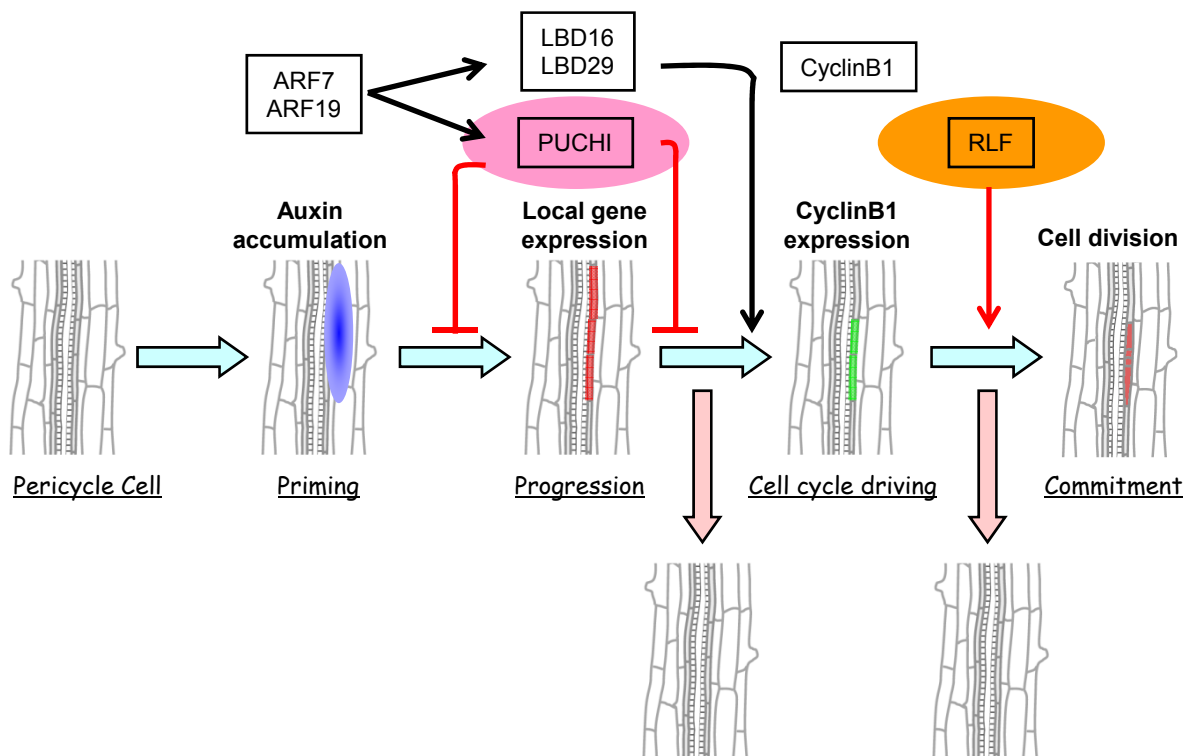 LBD16
LBD29
CyclinB1
ARF7
ARF19
PUCHI
RLF
Auxin
accumulation
Local gene
expression
CyclinB1
expression
Cell division
Pericycle Cell
Priming
Progression
Cell cycle driving
Commitment